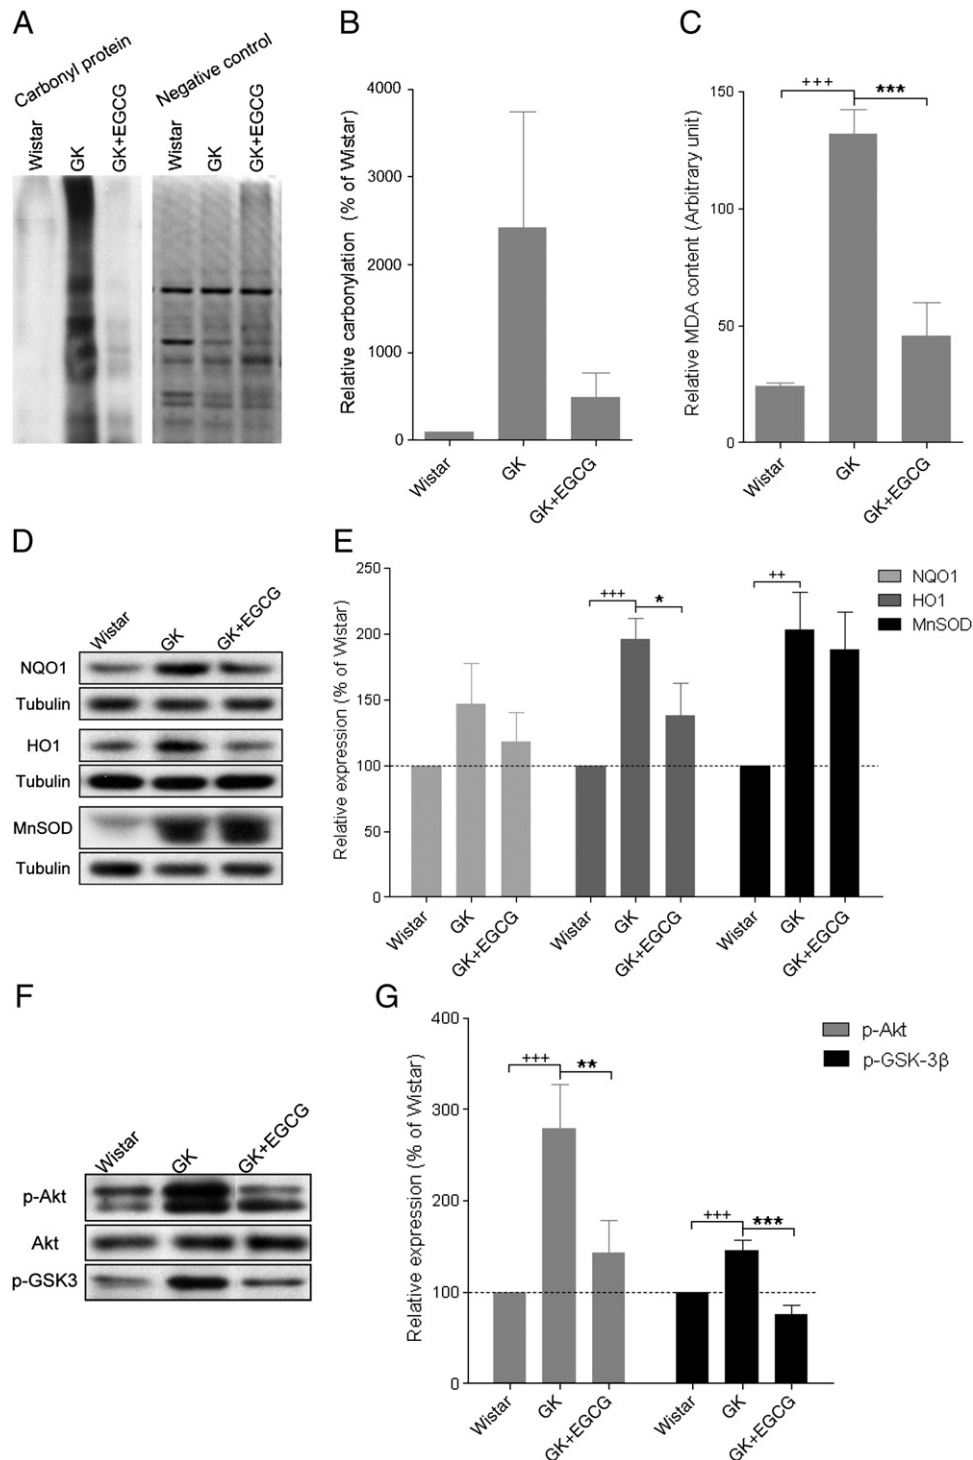 A
Carbonyl protein
Negative control
Wistar
GK
GK+EGCG
Wistar
GK
GK+EGCG
B
Relative carbonylation (% of Wistar)
4000
3000
2000
1000
0
Wistar
GK
GK+EGCG
C
Relative MDA content (Arbitrary unit)
150
100
50
0
+++
***
Wistar
GK
GK+EGCG
D
Wistar
GK
GK+EGCG
NQO1
Tubulin
HO1
Tubulin
MnSOD
Tubulin
E
Relative expression (% of Wistar)
250
200
150
100
50
0
+++
*
++
NQO1
HO1
MnSOD
Wistar
GK
GK+EGCG
Wistar
GK
GK+EGCG
Wistar
GK
GK+EGCG
F
Wistar
GK
GK+EGCG
p-Akt
Akt
p-GSK3
G
Relative expression (% of Wistar)
400
300
200
100
0
+++
**
+++
***
p-Akt
p-GSK-3β
Wistar
GK
GK+EGCG
Wistar
GK
GK+EGCG